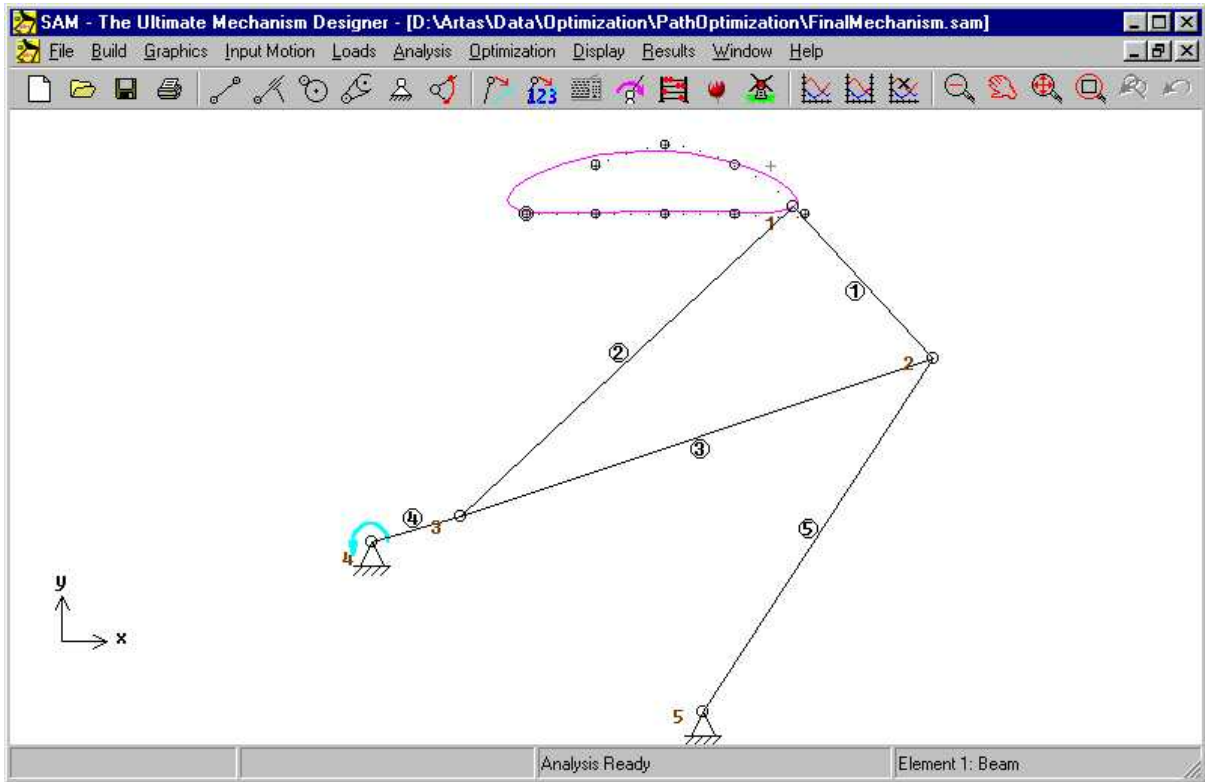 SAM - The Ultimate Mechanism Designer - [D:\Artas\Data\Optimization\PathOptimization\FinalMechanism.sam]
File Build Graphics Input Motion Loads Analysis Optimization Display Results Window Help
123
1
1
2
2
3
4
3
5
4
y
x
5
Analysis Ready
Element 1: Beam